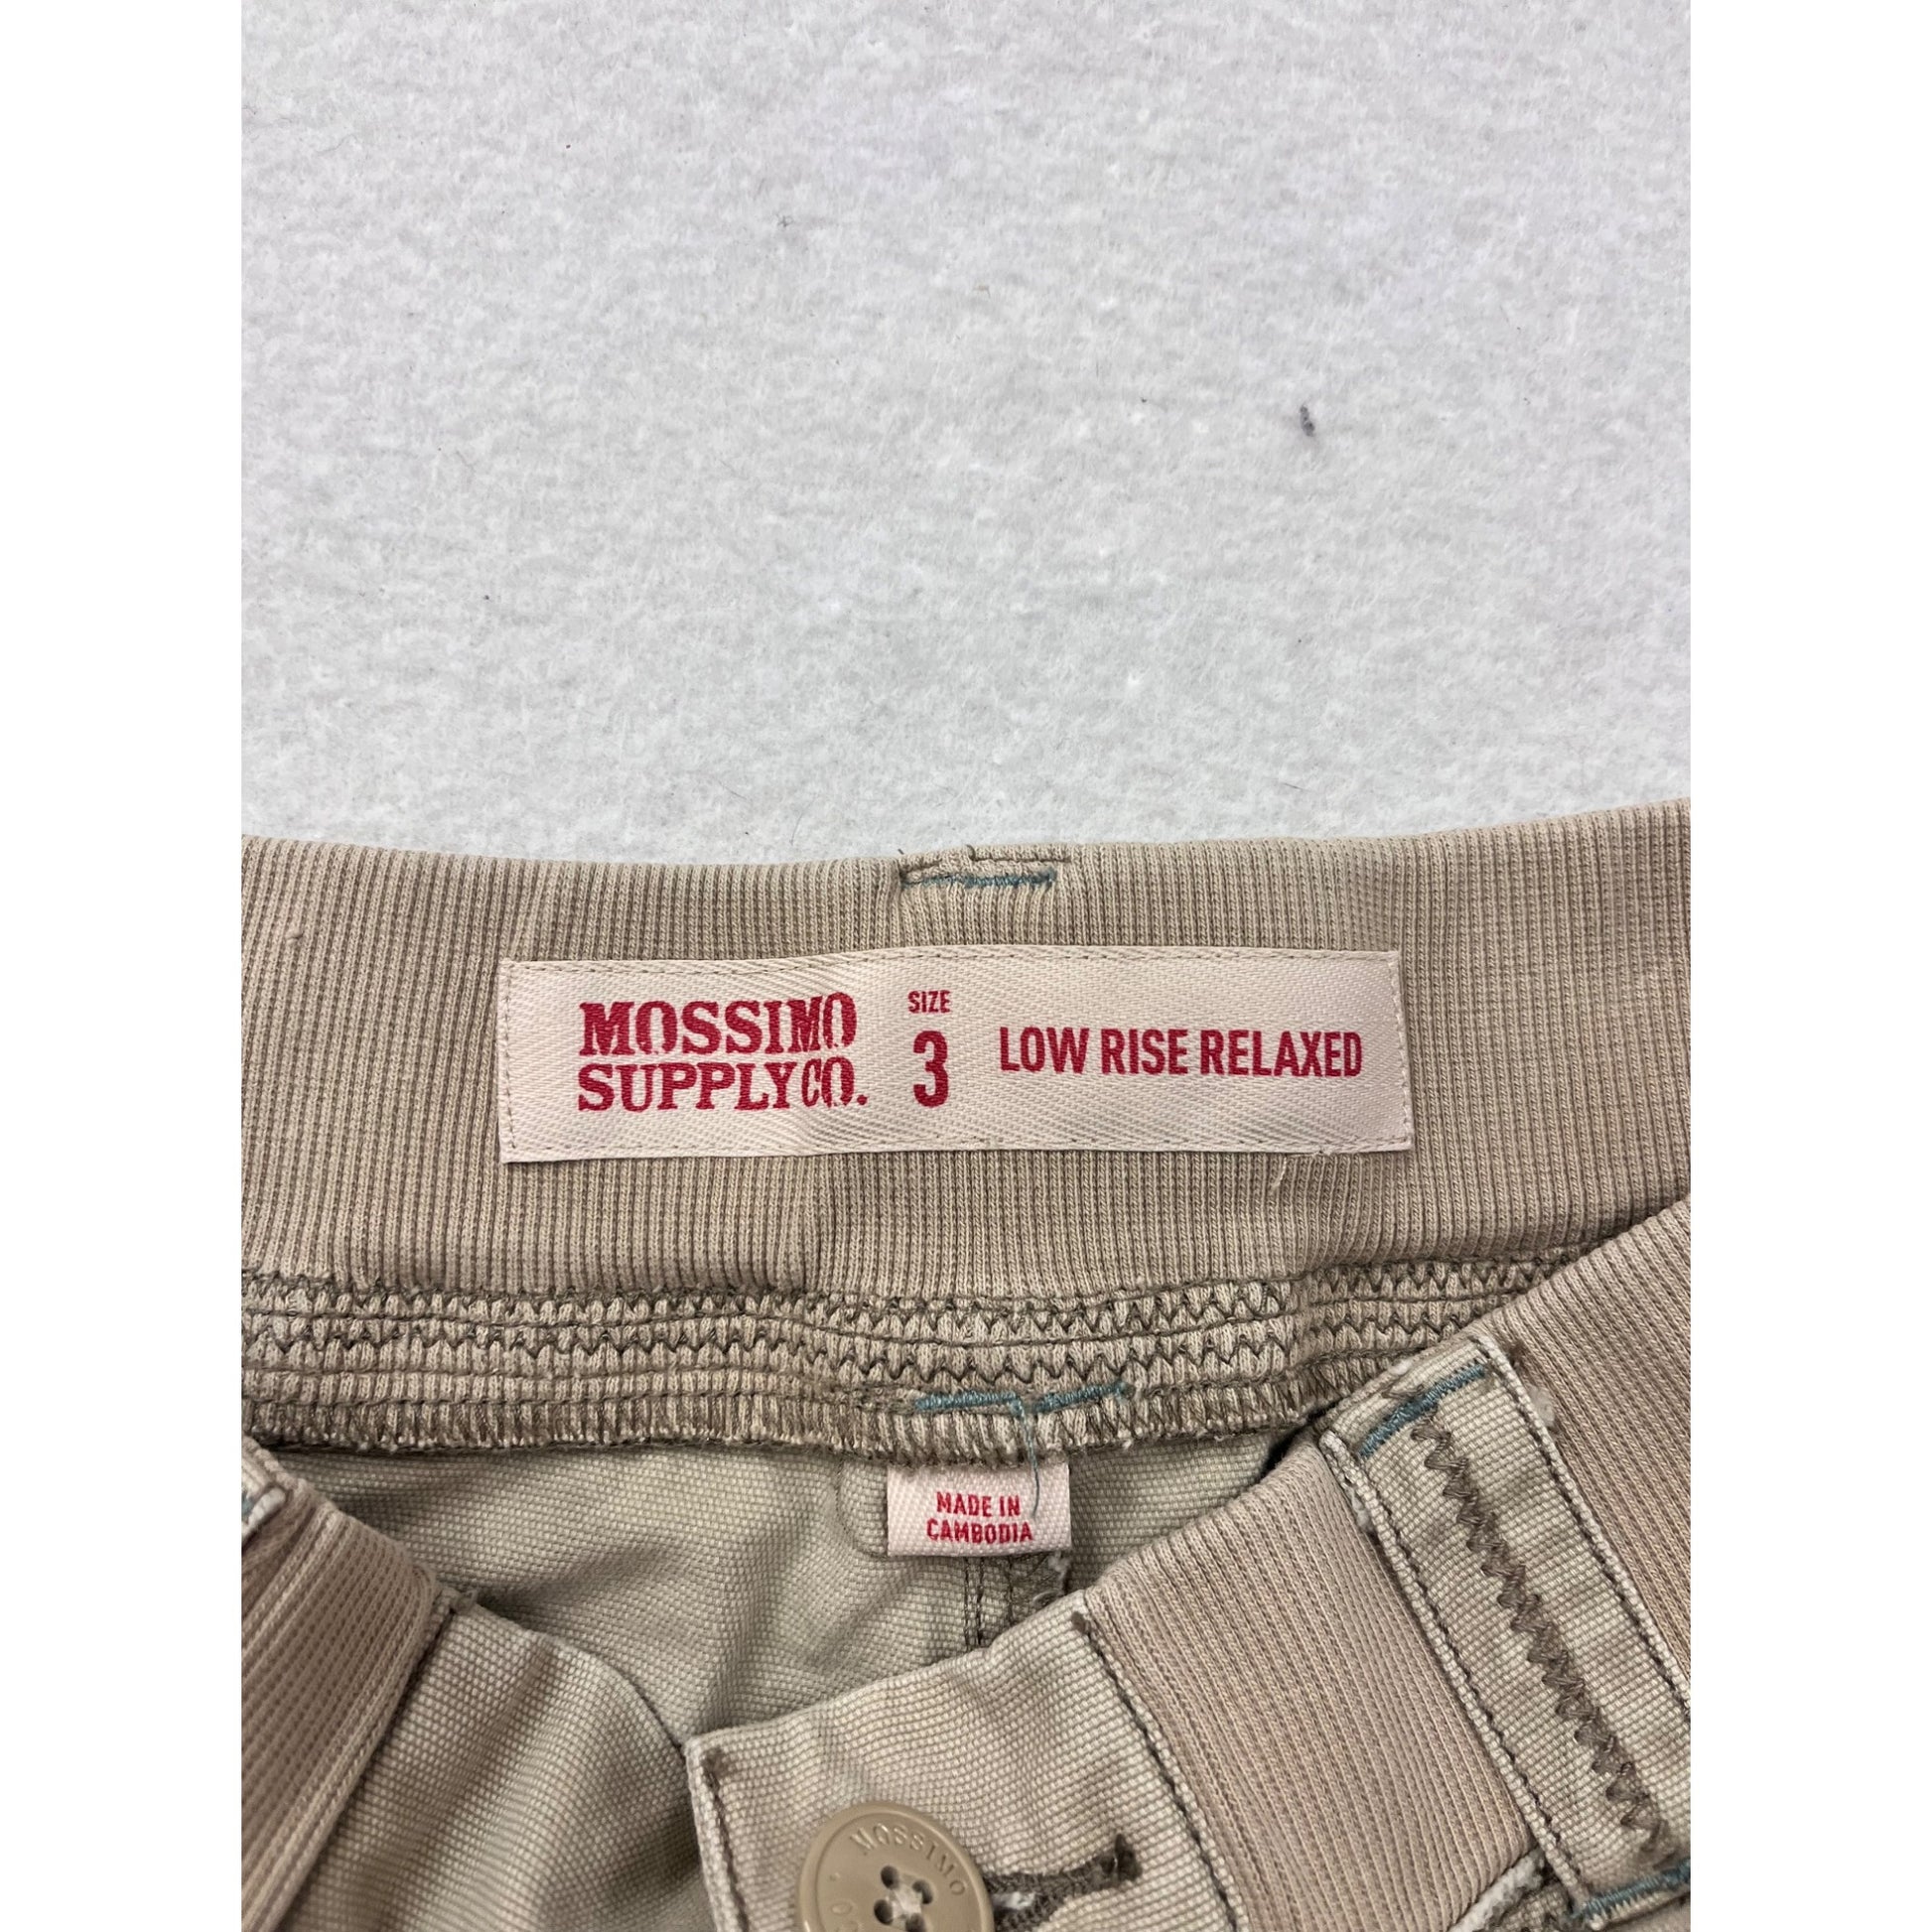 MOSSIMO
SUPPLY CO.
SIZE
3
LOW RISE RELAXED
MADE IN
CAMBODIA
MOSSIMO